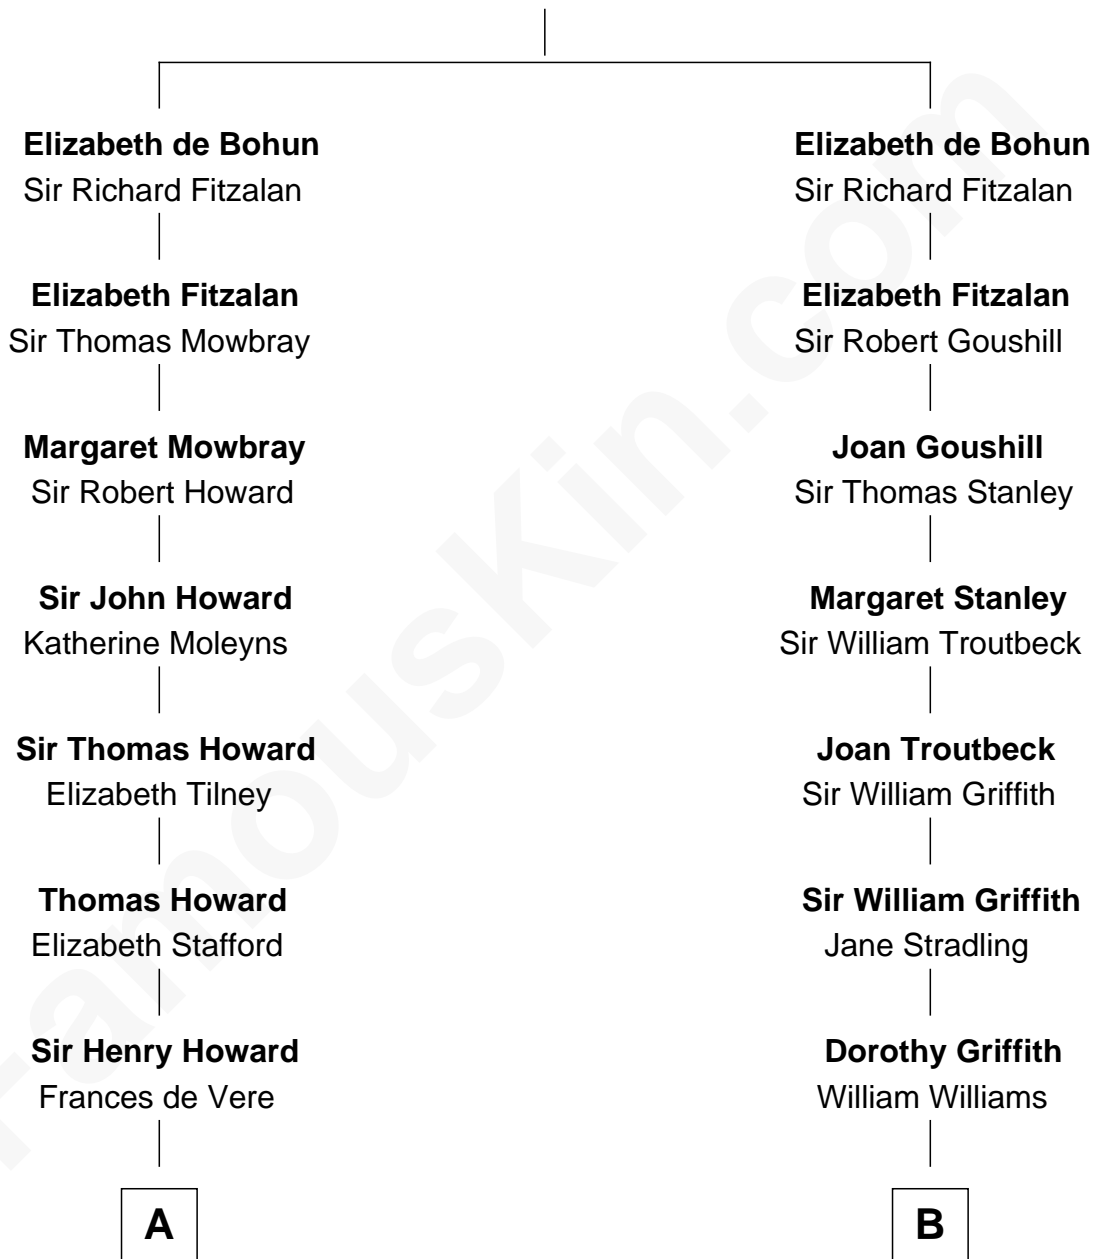 Elizabeth de Bohun
Sir Richard Fitzalan
Elizabeth Fitzalan
Sir Thomas Mowbray
Margaret Mowbray
Sir Robert Howard
Sir John Howard
Katherine Moleyns
Sir Thomas Howard
Elizabeth Tilney
Thomas Howard
Elizabeth Stafford
Sir Henry Howard
Frances de Vere
A
Elizabeth de Bohun
Sir Richard Fitzalan
Elizabeth Fitzalan
Sir Robert Goushill
Joan Goushill
Sir Thomas Stanley
Margaret Stanley
Sir William Troutbeck
Joan Troutbeck
Sir William Griffith
Sir William Griffith
Jane Stradling
Dorothy Griffith
William Williams
B
FamousKin.com